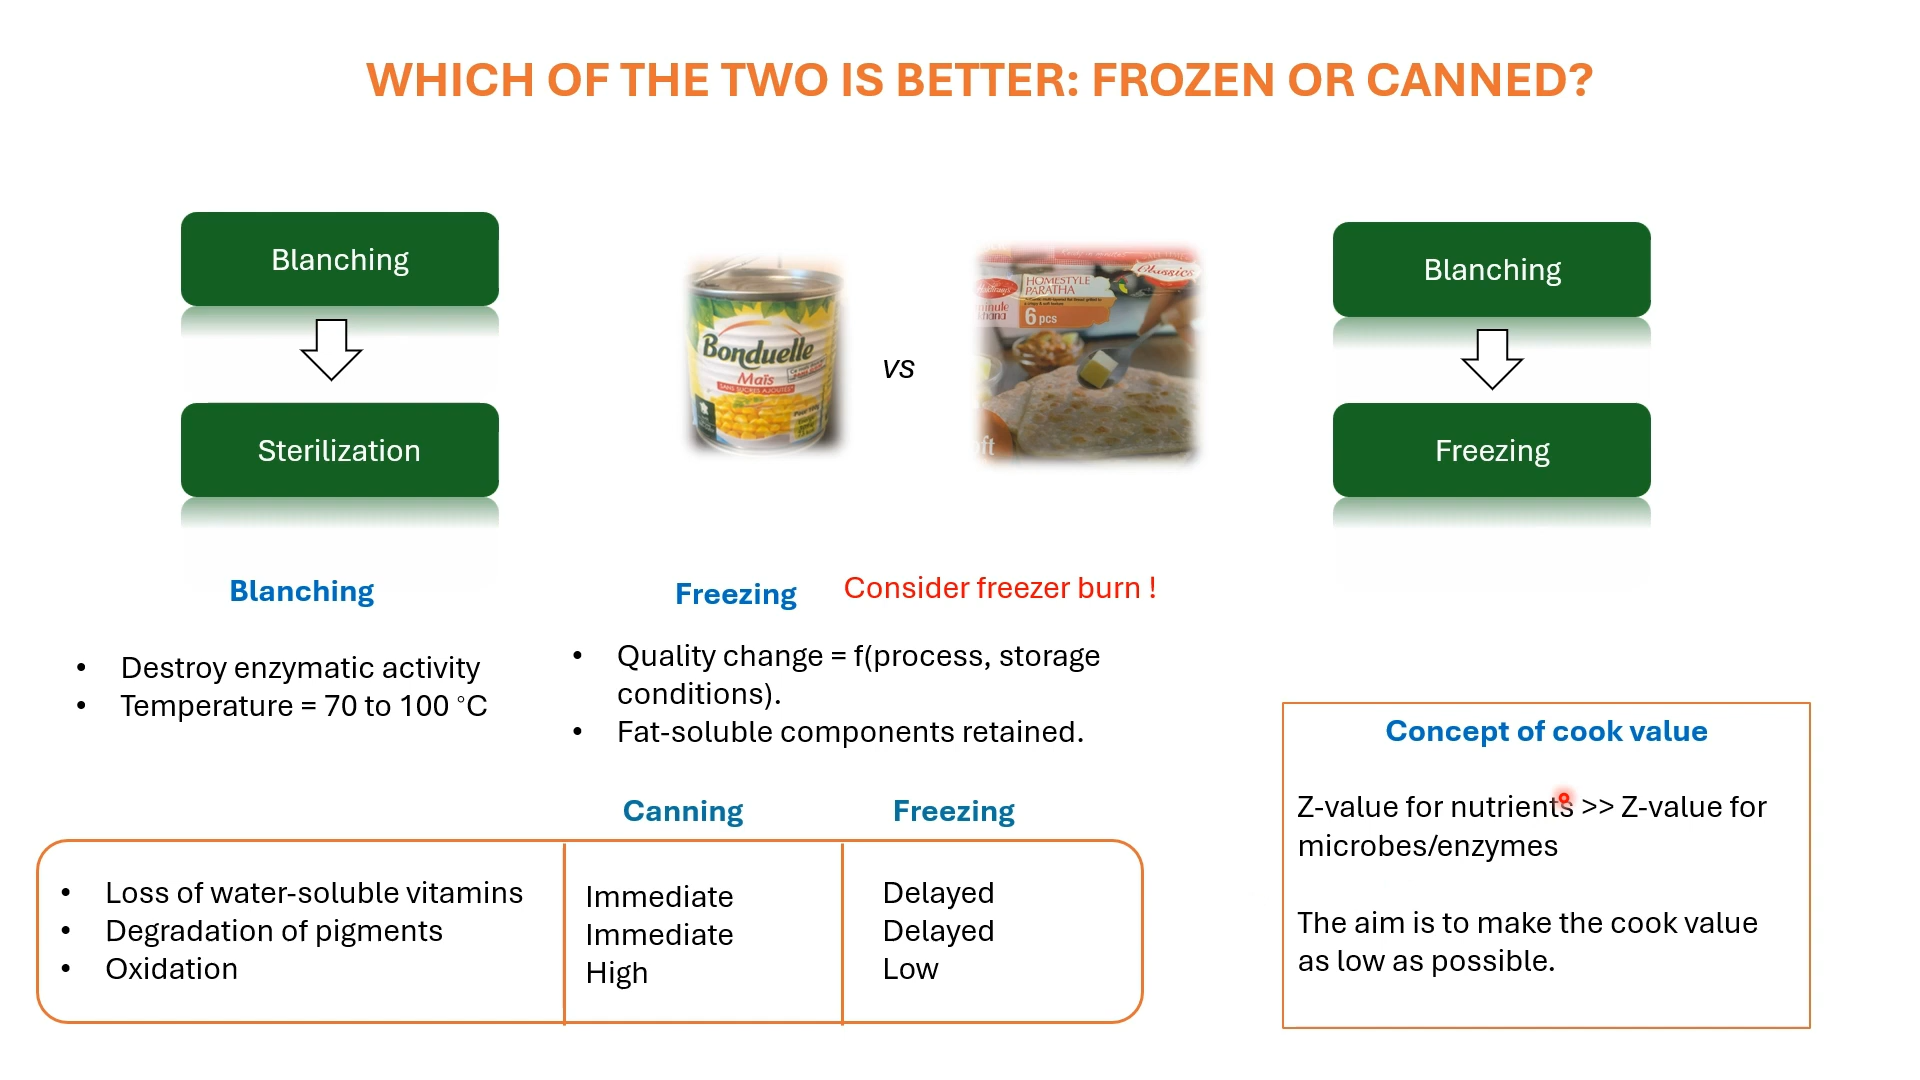 WHICH OF THE TWO IS BETTER: FROZEN OR CANNED?
Blanching
Sterilization
Bonduelle
Maïs
SANS SUCRES AJOUTÉS*
vs
Classics
HOMESTYLE
PARATHA
6 pcs
Blanching
Freezing
Blanching
• Destroy enzymatic activity
• Temperature = 70 to 100 °C
Freezing
Consider freezer burn !
• Quality change = f(process, storage
conditions).
• Fat-soluble components retained.
Canning Freezing
• Loss of water-soluble vitamins Immediate Delayed
• Degradation of pigments Immediate Delayed
• Oxidation High Low
Concept of cook value
Z-value for nutrients >> Z-value for
microbes/enzymes
The aim is to make the cook value
as low as possible.